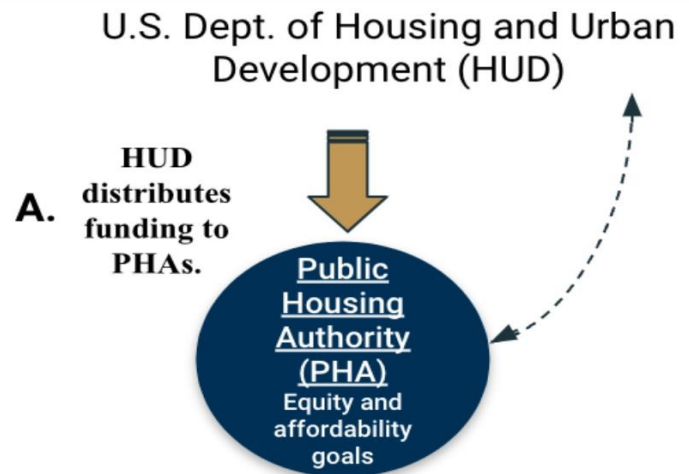 U.S. Dept. of Housing and Urban
Development (HUD)
A.
HUD
distributes
funding to
PHAs.
Public
Housing
Authority
(PHA)
Equity and
affordability
goals